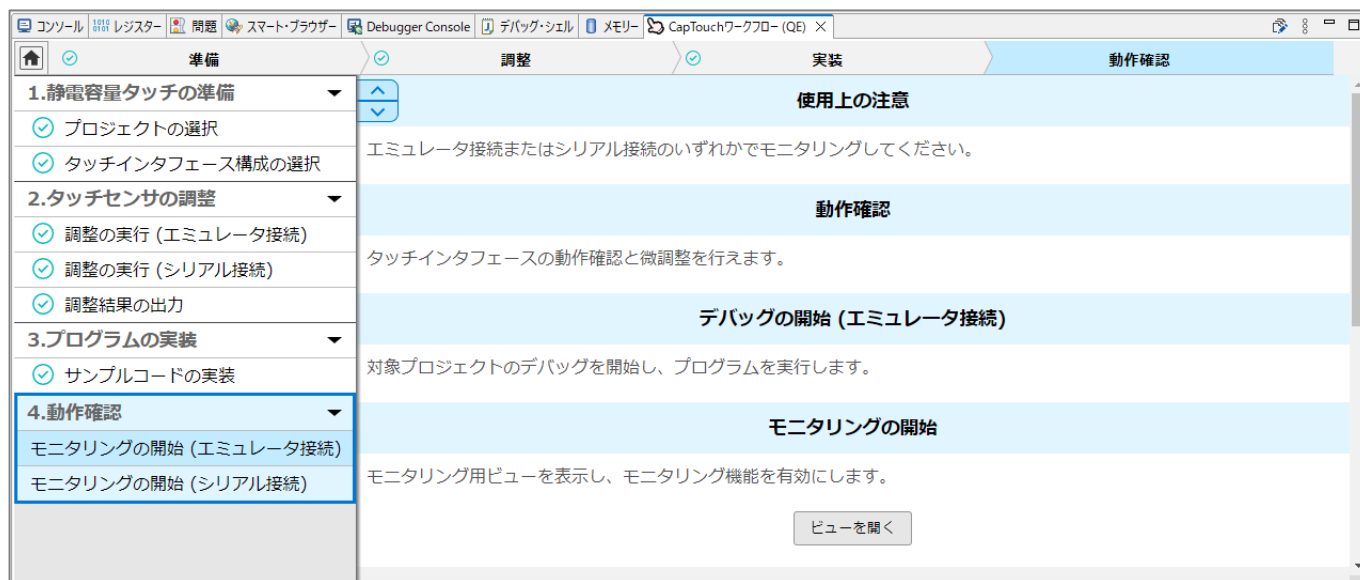 コンソール レジスター 問題 スマート・ブラウザー Debugger Console デバッグ・シェル メモリー CapTouchワークフロー (QE)
準備 調整 実装 動作確認
1.静電容量タッチの準備
プロジェクトの選択
タッチインタフェース構成の選択
2.タッチセンサの調整
調整の実行 (エミュレータ接続)
調整の実行 (シリアル接続)
調整結果の出力
3.プログラムの実装
サンプルコードの実装
4.動作確認
モニタリングの開始 (エミュレータ接続)
モニタリングの開始 (シリアル接続)
使用上の注意
エミュレータ接続またはシリアル接続のいずれかでモニタリングしてください。
動作確認
タッチインタフェースの動作確認と微調整を行えます。
デバッグの開始 (エミュレータ接続)
対象プロジェクトのデバッグを開始し、プログラムを実行します。
モニタリングの開始
モニタリング用ビューを表示し、モニタリング機能を有効にします。
ビューを開く